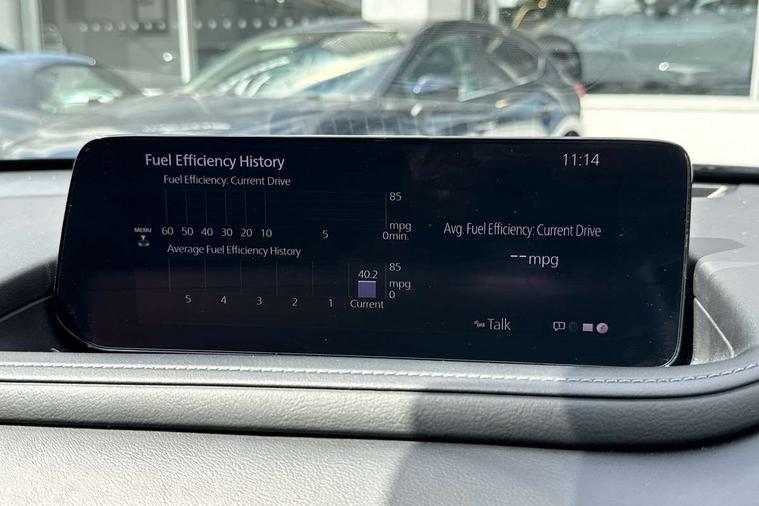 Fuel Efficiency History 11:14
Fuel Efficiency: Current Drive
85
mpg
MENU 60 50 40 30 20 10 5 0min.
Avg. Fuel Efficiency: Current Drive
-- mpg
Average Fuel Efficiency History
85
40.2
mpg
5 4 3 2 1 0
Current
DAB Talk